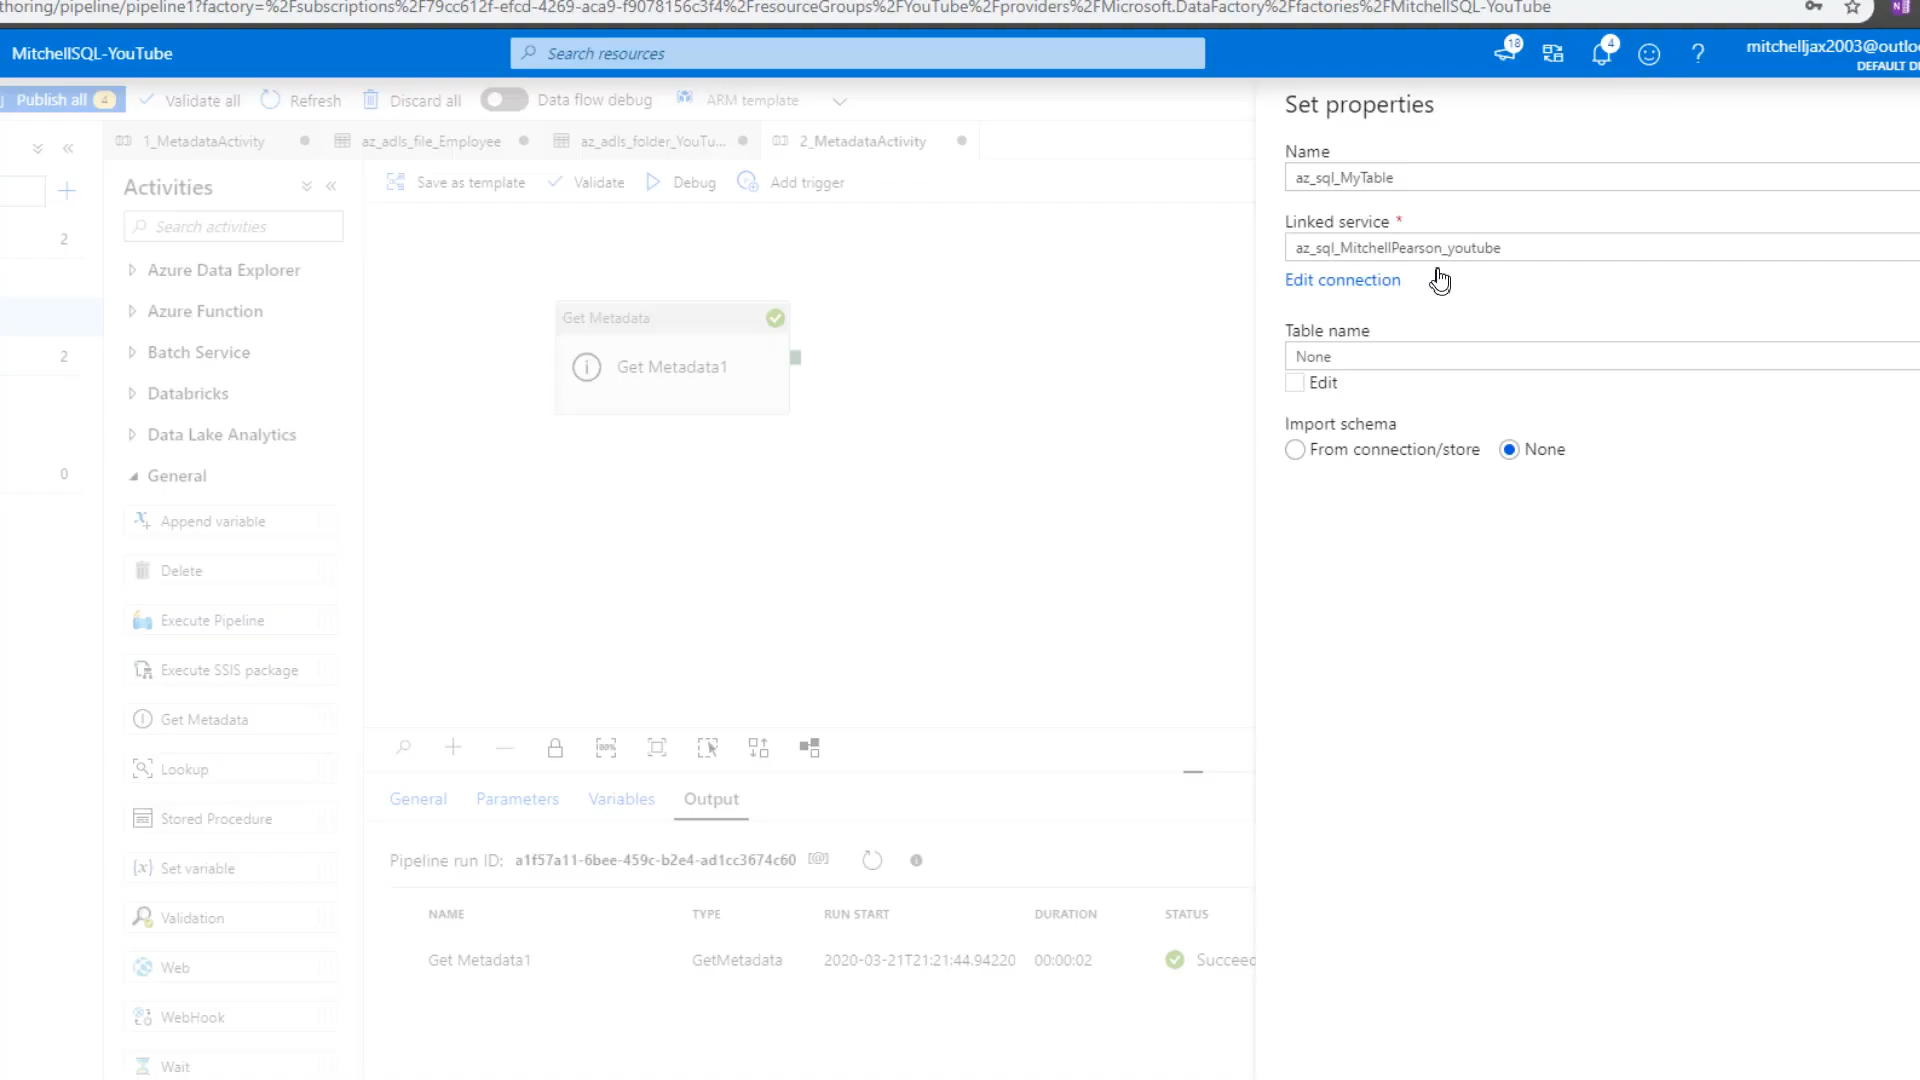 thoring/pipeline/pipeline1?factory=%2Fsubscriptions%2F79cc612f-efcd-4269-aca9-f9078156c3f4%2FresourceGroups%2FYouTube%2Fproviders%2FMicrosoft.DataFactory%2Ffactories%2FMitchellSQL-YouTube
MitchellSQL-YouTube
Search resources
18
4
mitchelljax2003@outlo
DEFAULT DI
Publish all 4
Validate all
Refresh
Discard all
Data flow debug
ARM template
1_MetadataActivity
az_adls_file_Employee
az_adls_folder_YouTu...
2_MetadataActivity
Activities
Save as template
Validate
Debug
Add trigger
Search activities
2
2
0
Azure Data Explorer
Azure Function
Batch Service
Databricks
Data Lake Analytics
General
Append variable
Delete
Execute Pipeline
Execute SSIS package
Get Metadata
Lookup
Stored Procedure
Set variable
Validation
Web
WebHook
Wait
Get Metadata
Get Metadata1
100%
General
Parameters
Variables
Output
Pipeline run ID: a1f57a11-6bee-459c-b2e4-ad1cc3674c60 [@]
NAME
TYPE
RUN START
DURATION
STATUS
Get Metadata1
GetMetadata
2020-03-21T21:21:44.94220
00:00:02
Succeed
Set properties
Name
az_sql_MyTable
Linked service *
az_sql_MitchellPearson_youtube
Edit connection
Table name
None
Edit
Import schema
From connection/store
None